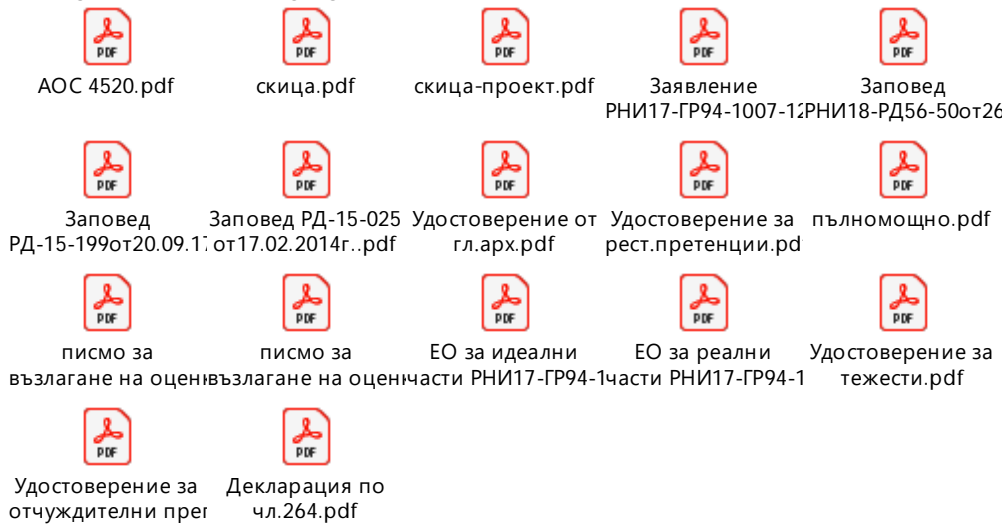 PDF PDF PDF PDF PDF
АОС 4520.pdf скица.pdf скица-проект.pdf Заявление Заповед
РНИ17-ГР94-1007-12 РНИ18-РД56-50от26
PDF PDF PDF PDF PDF
Заповед Заповед РД-15-025 Удостоверение от Удостоверение за пълномощно.pdf
РД-15-199от20.09.17 от17.02.2014г..pdf гл.арх.pdf рест.претенции.pd
PDF PDF PDF PDF PDF
писмо за писмо за ЕО за идеални ЕО за реални Удостоверение за
възлагане на оцен възлагане на оцен части РНИ17-ГР94-1 части РНИ17-ГР94-1 тежести.pdf
PDF PDF
Удостоверение за Декларация по
отчуждителни пре чл.264.pdf